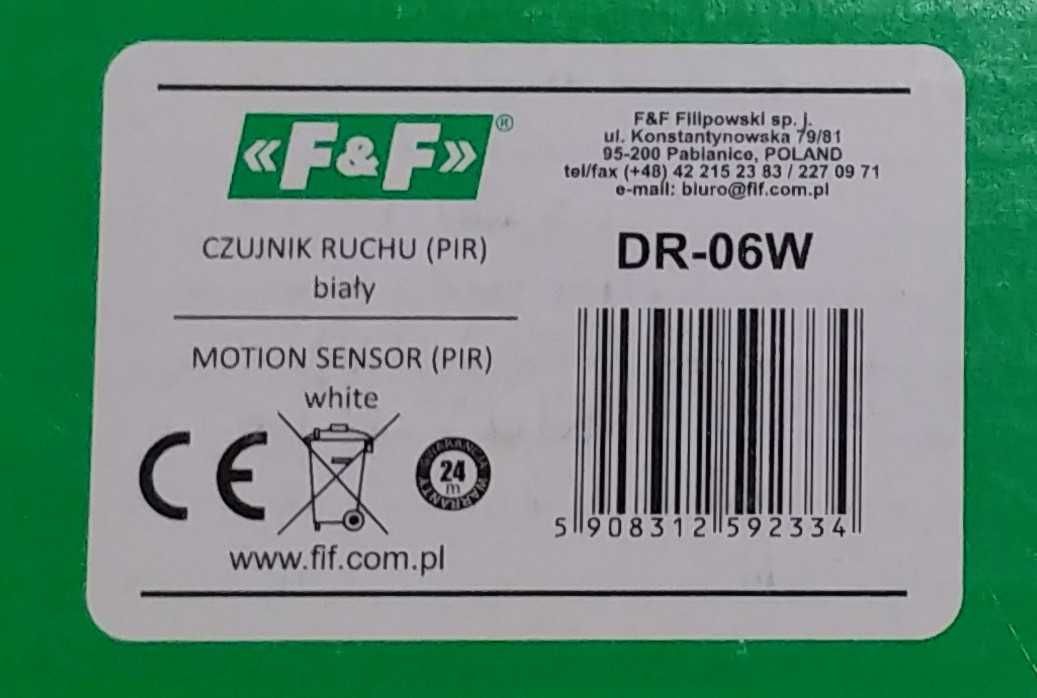 «F&F»®
F&F Filipowski sp. j.
ul. Konstantynowska 79/81
95-200 Pabianice, POLAND
tel/fax (+48) 42 215 23 83 / 227 09 71
e-mail: biuro@fif.com.pl
CZUJNIK RUCHU (PIR)
biały
MOTION SENSOR (PIR)
white
DR-06W
CE
GWARANCJA
24
m
WARRANTY
www.fif.com.pl
5 908312 592334